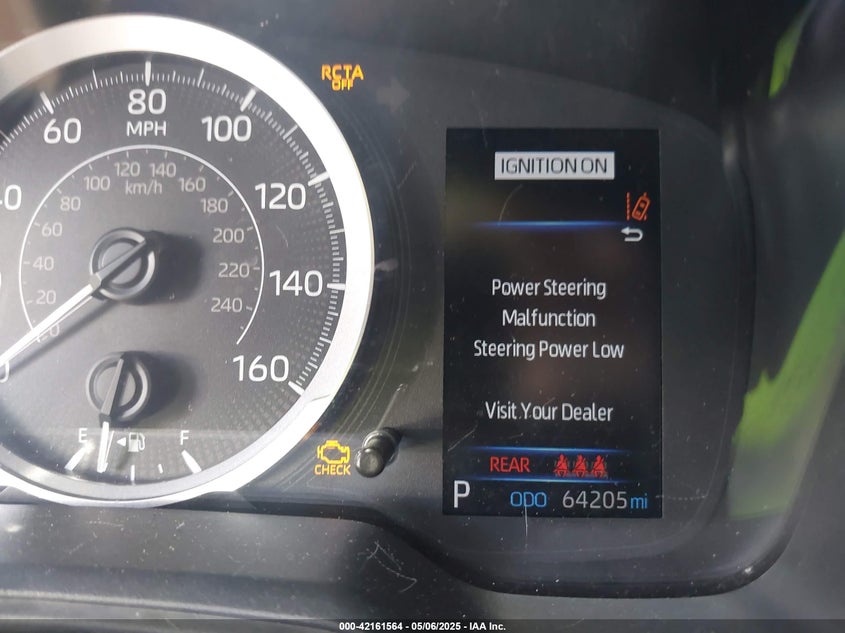 RCTA
OFF
60
80
100
120
140
160
MPH
0
20
40
60
80
100
120
140
160
180
200
220
240
km/h
E
F
CHECK
IGNITION ON
Power Steering
Malfunction
Steering Power Low
Visit Your Dealer
REAR
P ODO 64205 mi
000-42161564 - 05/06/2025 - IAA Inc.